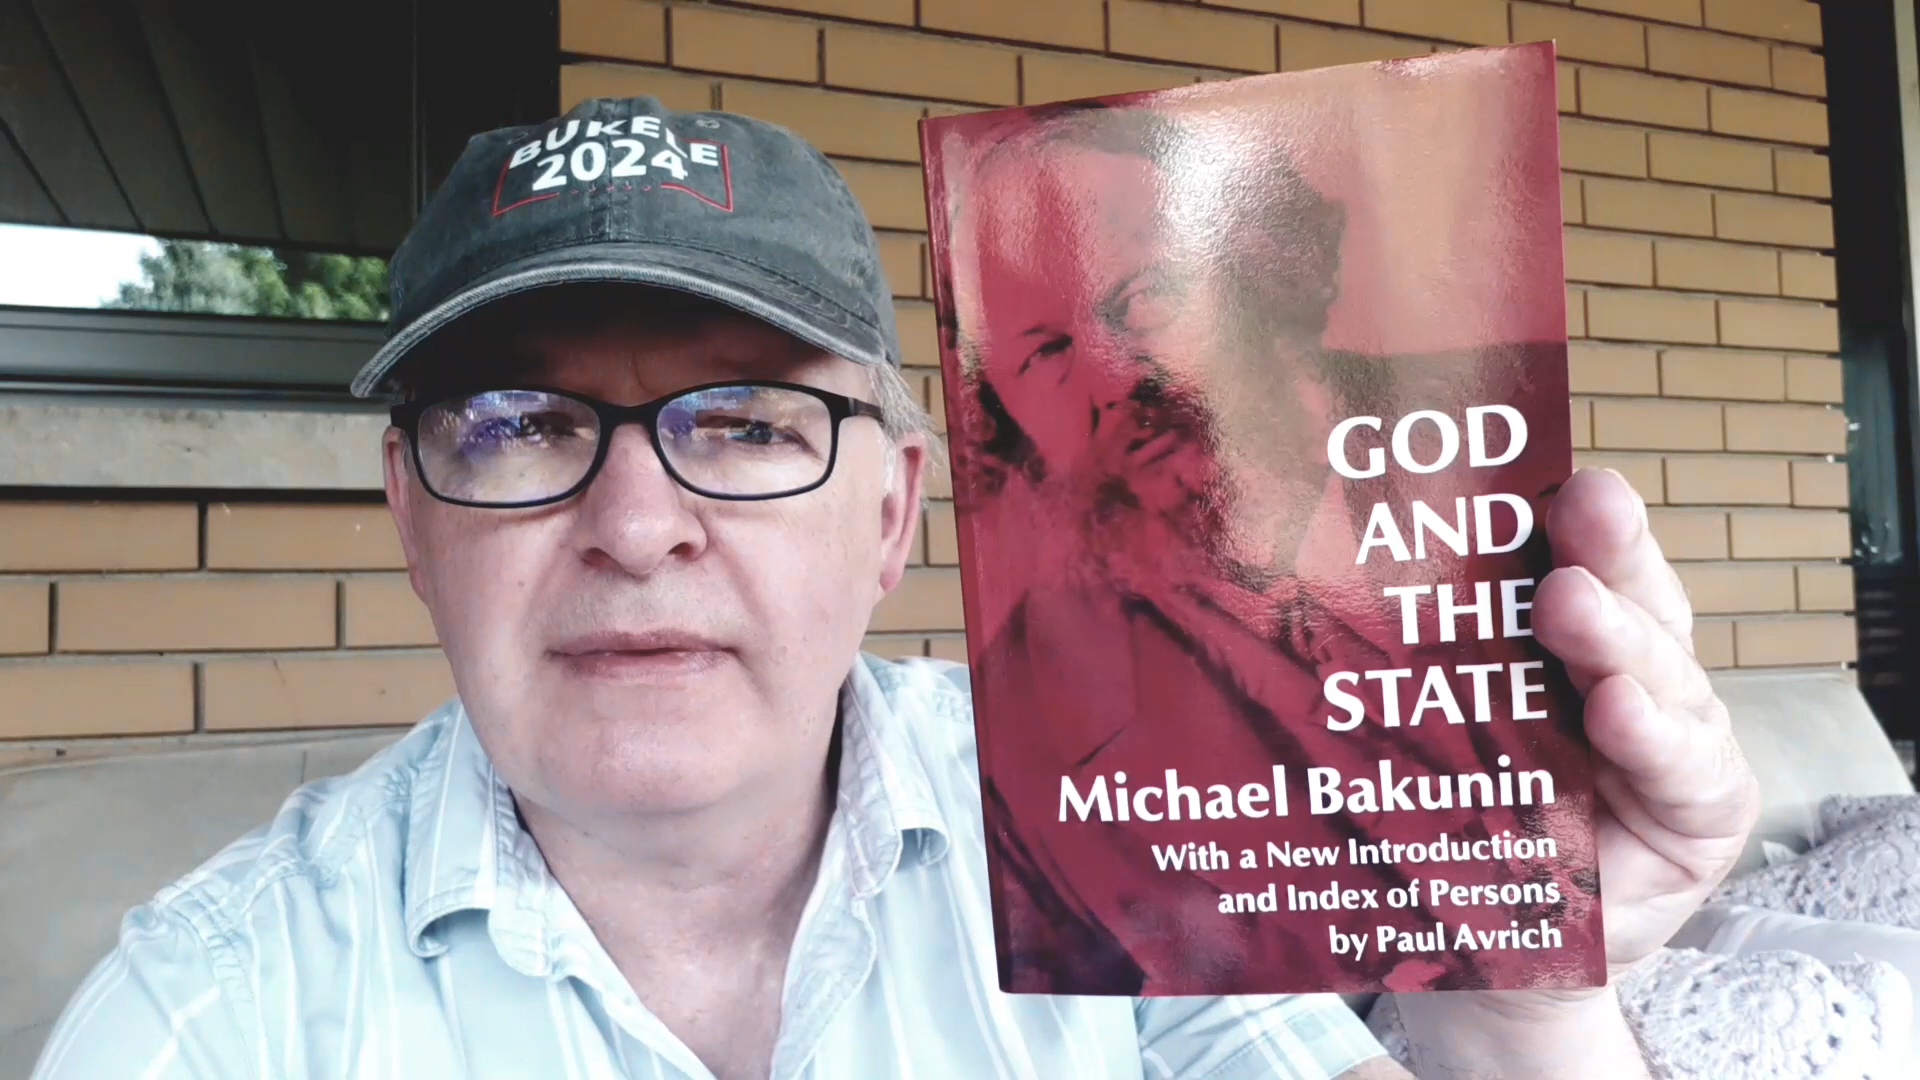 BUKELE
2024
GOD
AND
THE
STATE
Michael Bakunin
With a New Introduction
and Index of Persons
by Paul Avrich